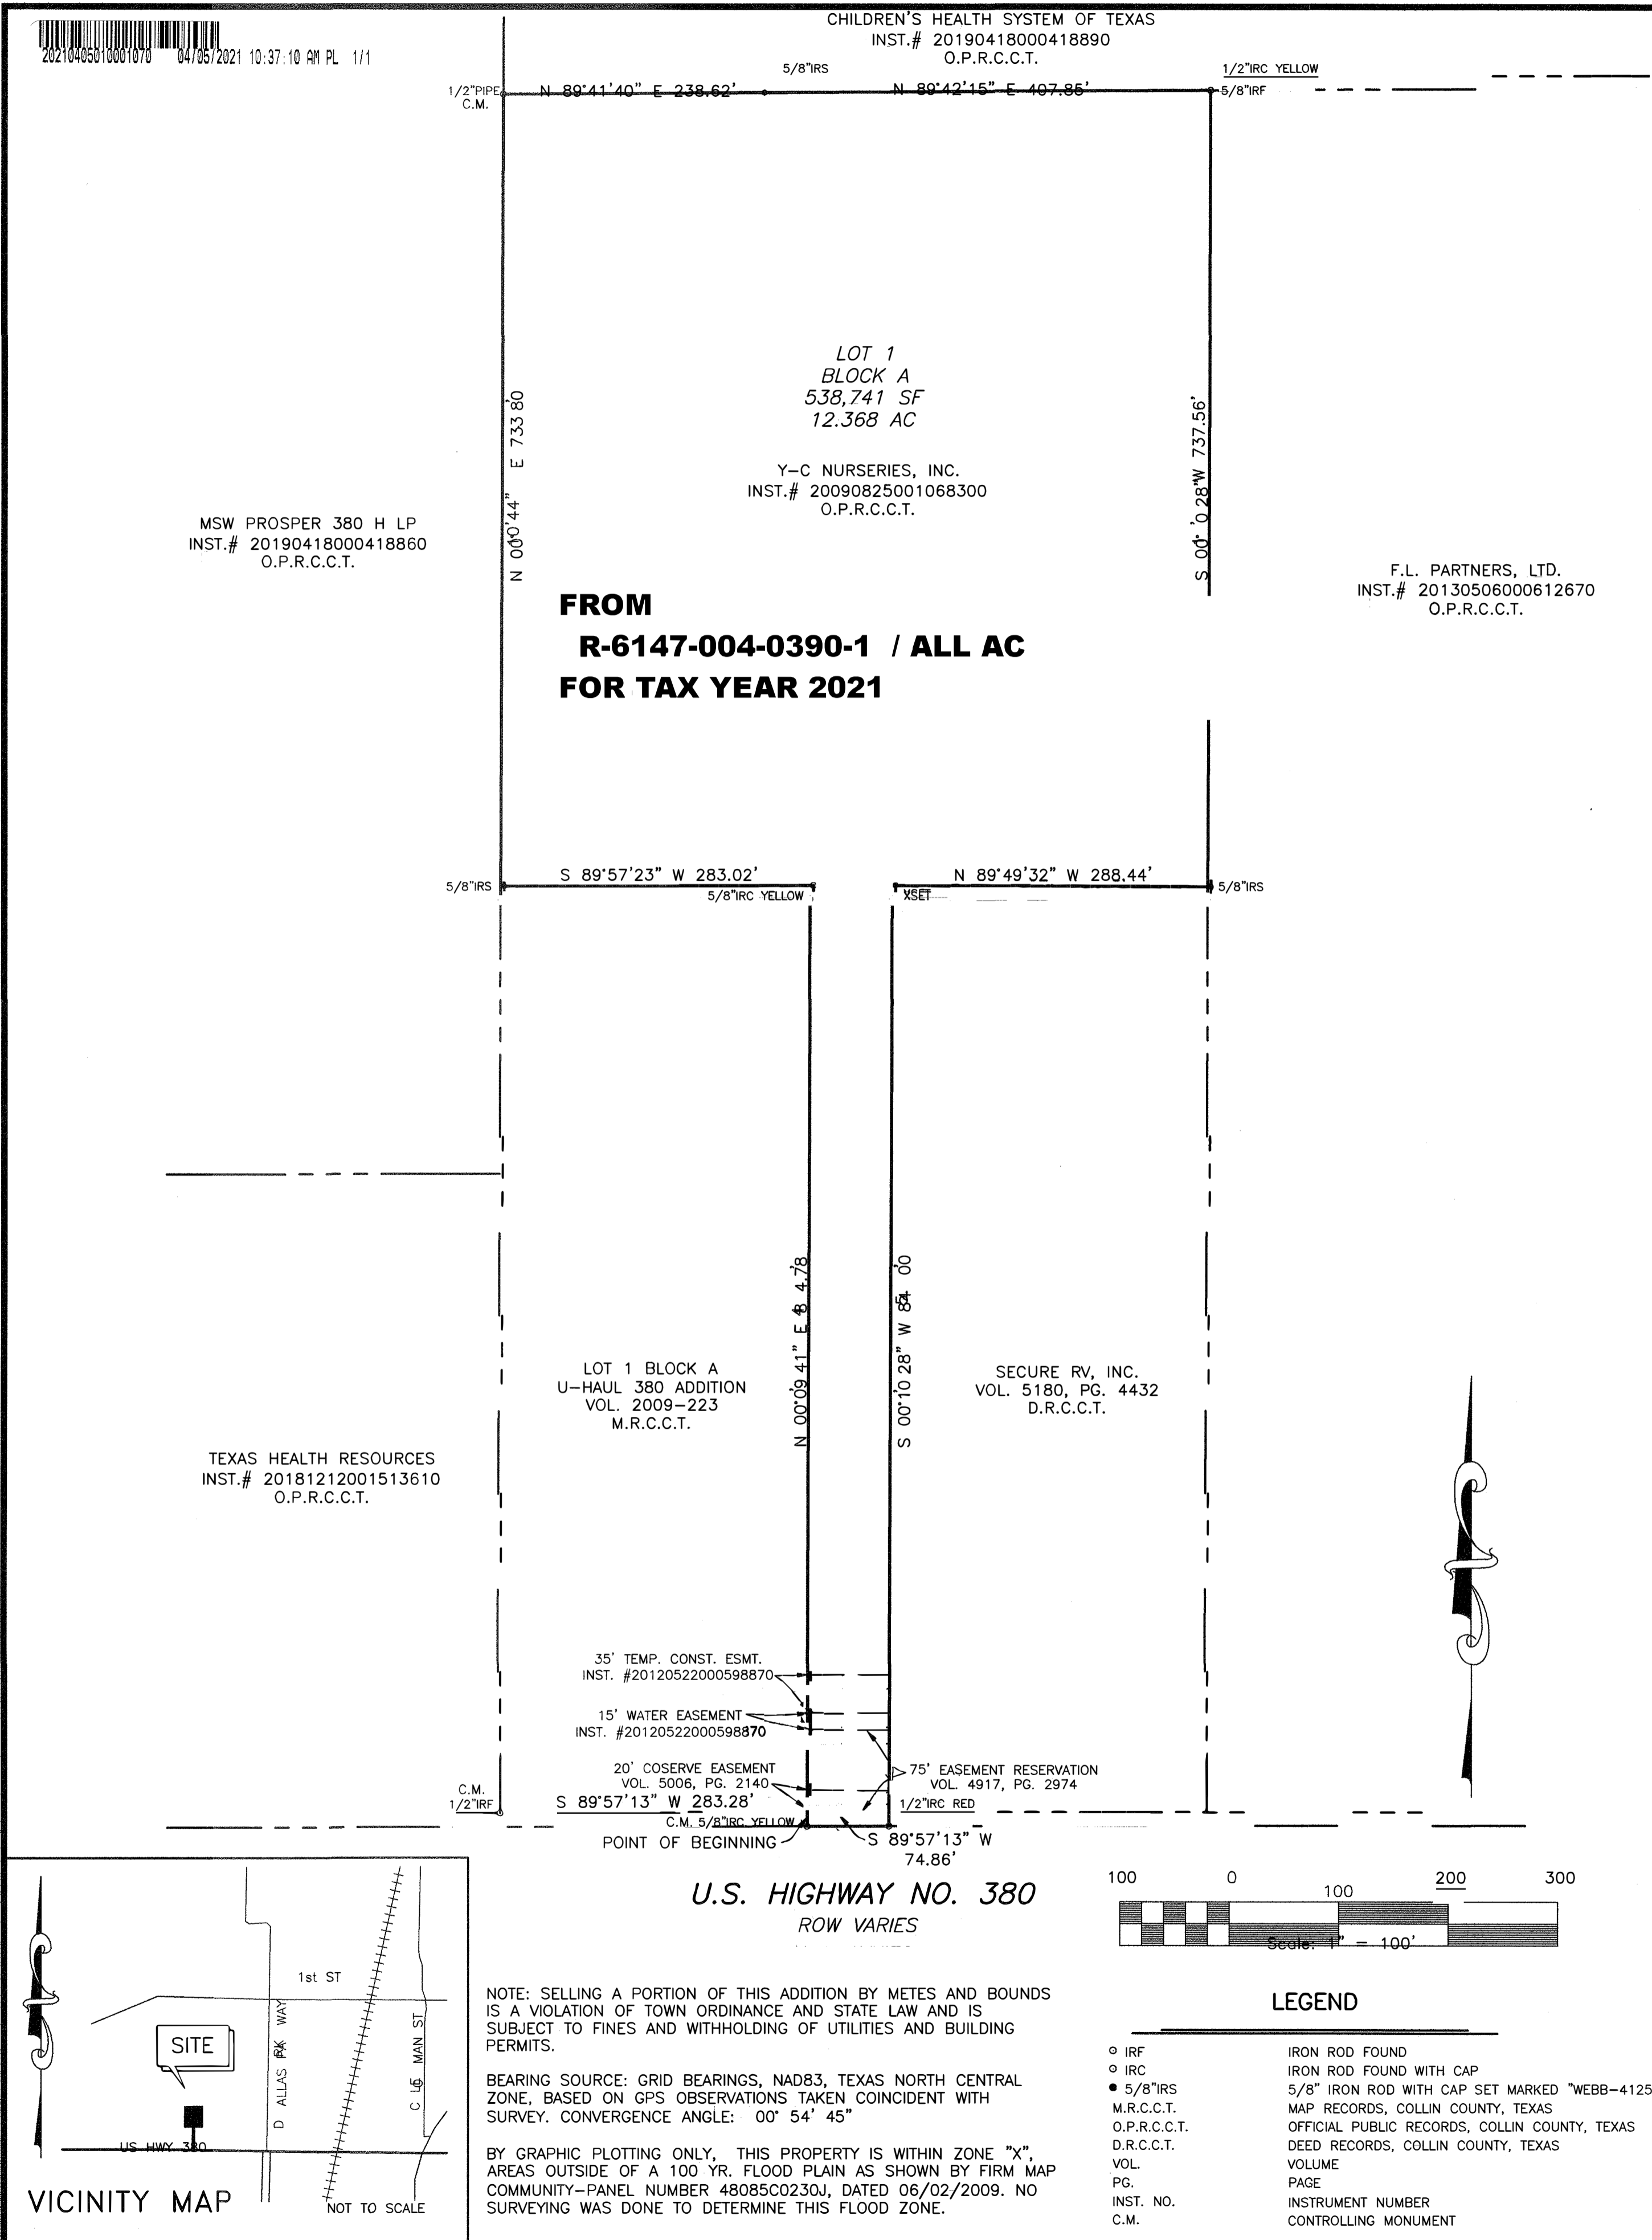 20210405010001070 04/05/2021 10:37:10 AM PL 1/1
CHILDREN'S HEALTH SYSTEM OF TEXAS
INST.# 20190418000418890
O.P.R.C.C.T.
5/8"IRS
1/2"IRC YELLOW
1/2"PIPE
C.M.
N 89°41'40" E 238.62'
N 89°42'15" E 407.85'
5/8"IRF
LOT 1
BLOCK A
538,741 SF
12.368 AC
Y-C NURSERIES, INC.
INST.# 20090825001068300
O.P.R.C.C.T.
E 733 80
S 00° 0 28"W 737.56'
MSW PROSPER 380 H LP
INST.# 20190418000418860
O.P.R.C.C.T.
F.L. PARTNERS, LTD.
INST.# 20130506000612670
O.P.R.C.C.T.
FROM
R-6147-004-0390-1 / ALL AC
FOR TAX YEAR 2021
5/8"IRS
S 89°57'23" W 283.02'
5/8"IRC YELLOW
N 89°49'32" W 288.44'
XSET
5/8"IRS
N 00°09'41" E
S 00°10'28" W
LOT 1 BLOCK A
U-HAUL 380 ADDITION
VOL. 2009-223
M.R.C.C.T.
SECURE RV, INC.
VOL. 5180, PG. 4432
D.R.C.C.T.
TEXAS HEALTH RESOURCES
INST.# 20181212001513610
O.P.R.C.C.T.
35' TEMP. CONST. ESMT.
INST. #20120522000598870
15' WATER EASEMENT
INST. #20120522000598870
20' COSERVE EASEMENT
VOL. 5006, PG. 2140
75' EASEMENT RESERVATION
VOL. 4917, PG. 2974
C.M.
1/2"IRF
S 89°57'13" W 283.28'
1/2"IRC RED
C.M. 5/8"IRC YELLOW
POINT OF BEGINNING
S 89°57'13" W
74.86'
U.S. HIGHWAY NO. 380
ROW VARIES
100 0 100 200 300
Scale: 1" = 100'
1st ST
SITE
DALLAS PARKWAY
MAN ST
US HWY 380
VICINITY MAP
NOT TO SCALE
NOTE: SELLING A PORTION OF THIS ADDITION BY METES AND BOUNDS
IS A VIOLATION OF TOWN ORDINANCE AND STATE LAW AND IS
SUBJECT TO FINES AND WITHHOLDING OF UTILITIES AND BUILDING
PERMITS.
BEARING SOURCE: GRID BEARINGS, NAD83, TEXAS NORTH CENTRAL
ZONE, BASED ON GPS OBSERVATIONS TAKEN COINCIDENT WITH
SURVEY. CONVERGENCE ANGLE: 00° 54' 45"
BY GRAPHIC PLOTTING ONLY, THIS PROPERTY IS WITHIN ZONE "X",
AREAS OUTSIDE OF A 100 YR. FLOOD PLAIN AS SHOWN BY FIRM MAP
COMMUNITY-PANEL NUMBER 48085C0230J, DATED 06/02/2009. NO
SURVEYING WAS DONE TO DETERMINE THIS FLOOD ZONE.
LEGEND
IRF IRON ROD FOUND
IRC IRON ROD FOUND WITH CAP
5/8"IRS 5/8" IRON ROD WITH CAP SET MARKED "WEBB-4125
M.R.C.C.T. MAP RECORDS, COLLIN COUNTY, TEXAS
O.P.R.C.C.T. OFFICIAL PUBLIC RECORDS, COLLIN COUNTY, TEXAS
D.R.C.C.T. DEED RECORDS, COLLIN COUNTY, TEXAS
VOL. VOLUME
PG. PAGE
INST. NO. INSTRUMENT NUMBER
C.M. CONTROLLING MONUMENT